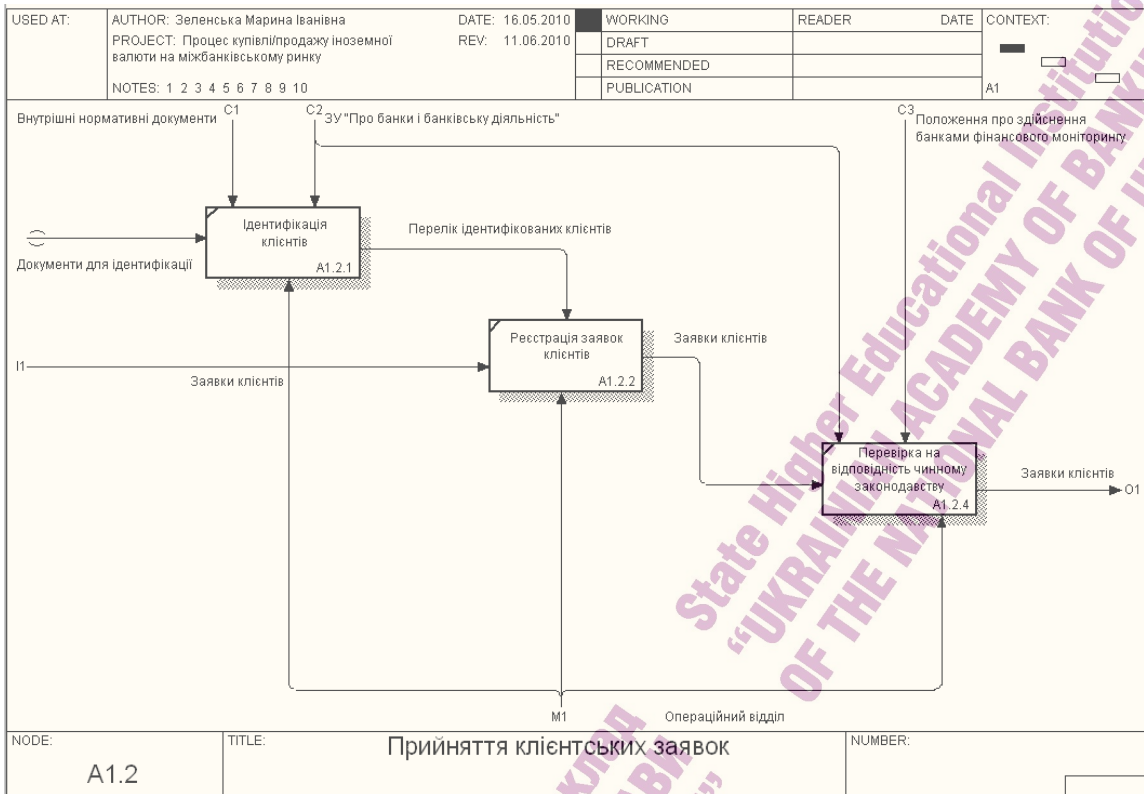 USED AT:
AUTHOR: Зеленська Марина Іванівна
DATE: 16.05.2010
WORKING
READER
DATE
CONTEXT:
PROJECT: Процес купівлі/продажу іноземної
REV: 11.06.2010
DRAFT
валюти на міжбанківському ринку
RECOMMENDED
NOTES: 1 2 3 4 5 6 7 8 9 10
PUBLICATION
A1
Внутрішні нормативні документи
C1
C2
ЗУ "Про банки і банківську діяльність"
C3
Положення про здійснення
банками фінансового моніторингу
Ідентифікація
клієнтів
A1.2.1
Перелік ідентифікованих клієнтів
Документи для ідентифікації
Реєстрація заявок
клієнтів
A1.2.2
Заявки клієнтів
I1
Заявки клієнтів
Перевірка на
відповідність чинному
законодавству
A1.2.4
Заявки клієнтів
O1
M1
Операційний відділ
NODE:
TITLE:
NUMBER:
A1.2
Прийняття клієнтських заявок
State Higher Educational Institution
“UKRAINIAN ACADEMY OF
OF THE NATIONAL BANK OF